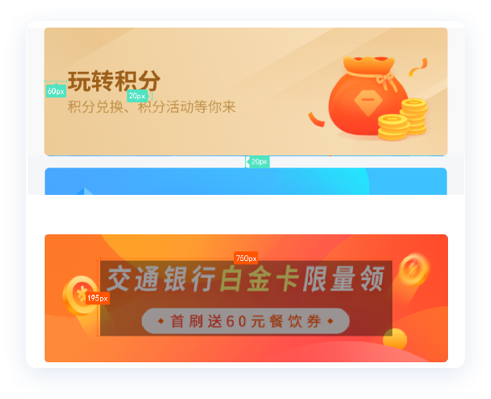 玩转积分
60px
20px
积分兑换、积分活动等你来
20px
760px
交通银行白金卡限量领
195px
首刷送60元餐饮券